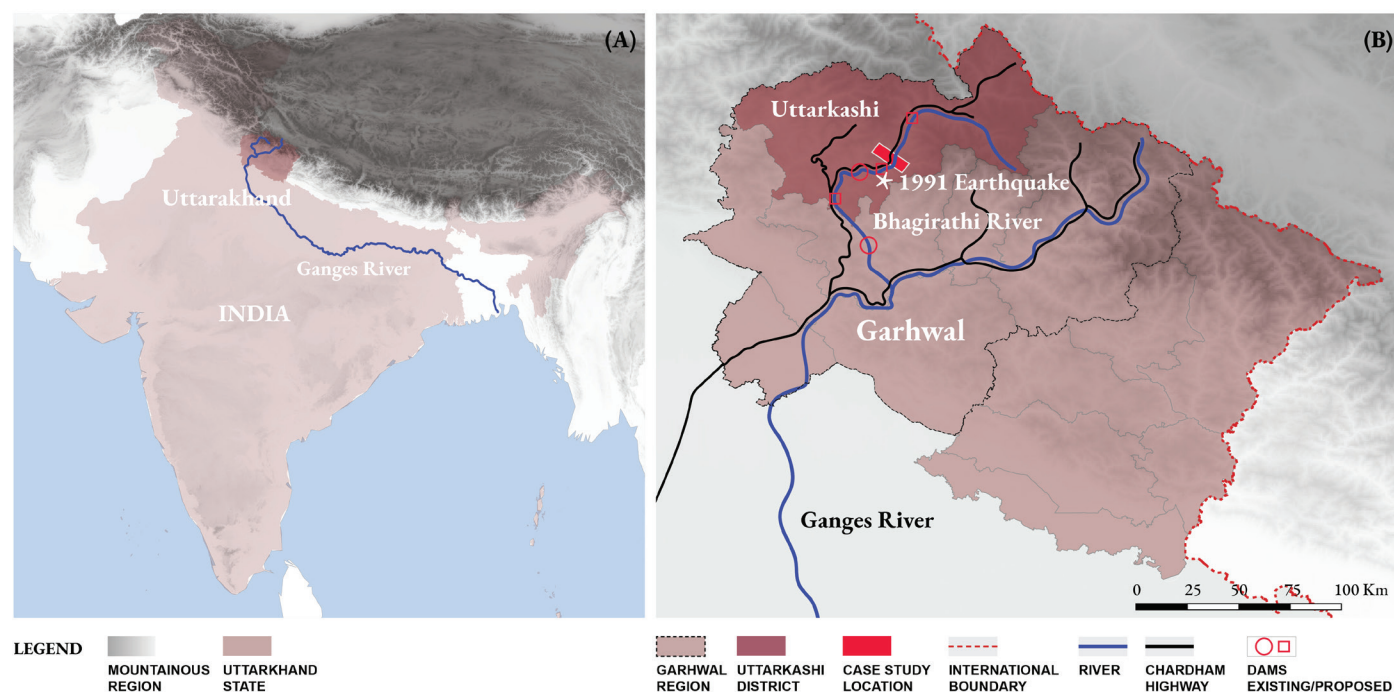 (A)
Uttarakhand
Ganges River
INDIA
(B)
Uttarkashi
1991 Earthquake
Bhagirathi River
Garhwal
Ganges River
0 25 50 75 100 Km
LEGEND
MOUNTAINOUS
REGION
UTTARKHAND
STATE
GARHWAL
REGION
UTTARKASHI
DISTRICT
CASE STUDY
LOCATION
INTERNATIONAL
BOUNDARY
RIVER
CHARDHAM
HIGHWAY
DAMS
EXISTING/PROPOSED